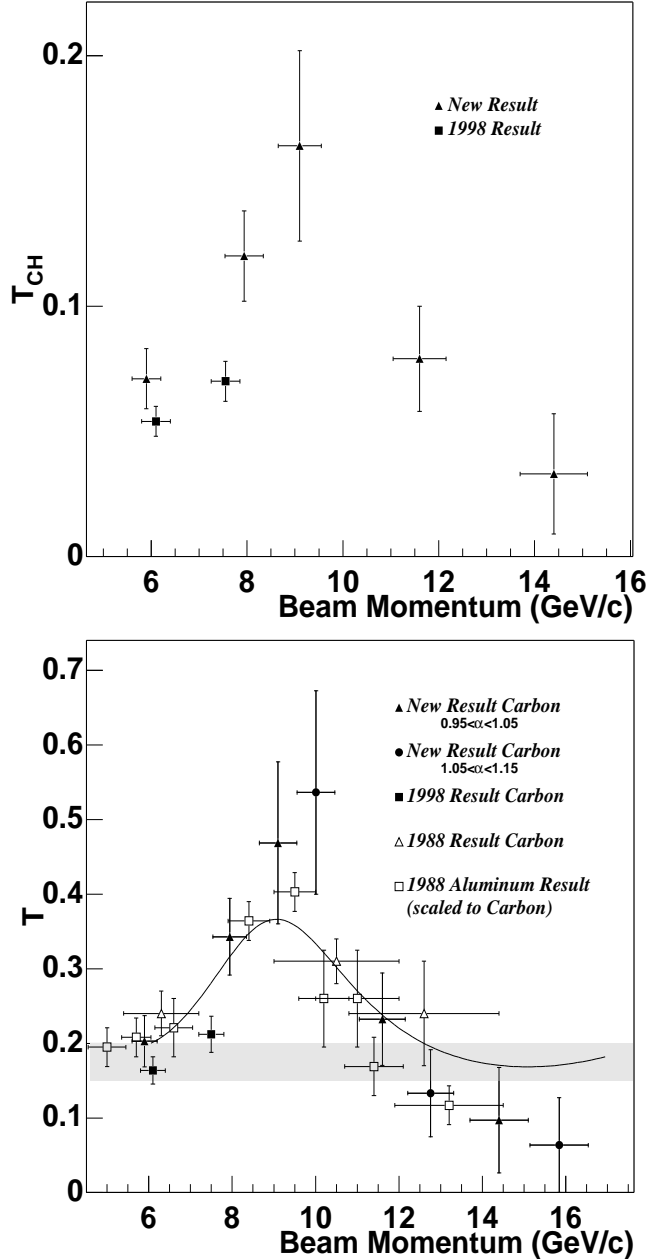 0.2
▲ New Result
■ 1998 Result
T_CH
0.1
0
6 8 10 12 14 16
Beam Momentum (GeV/c)
0.7
▲ New Result Carbon
0.95<α<1.05
0.6
● New Result Carbon
1.05<α<1.15
■ 1998 Result Carbon
0.5
△ 1988 Result Carbon
0.4
□ 1988 Aluminum Result
(scaled to Carbon)
T
0.3
0.2
0.1
0
6 8 10 12 14 16
Beam Momentum (GeV/c)